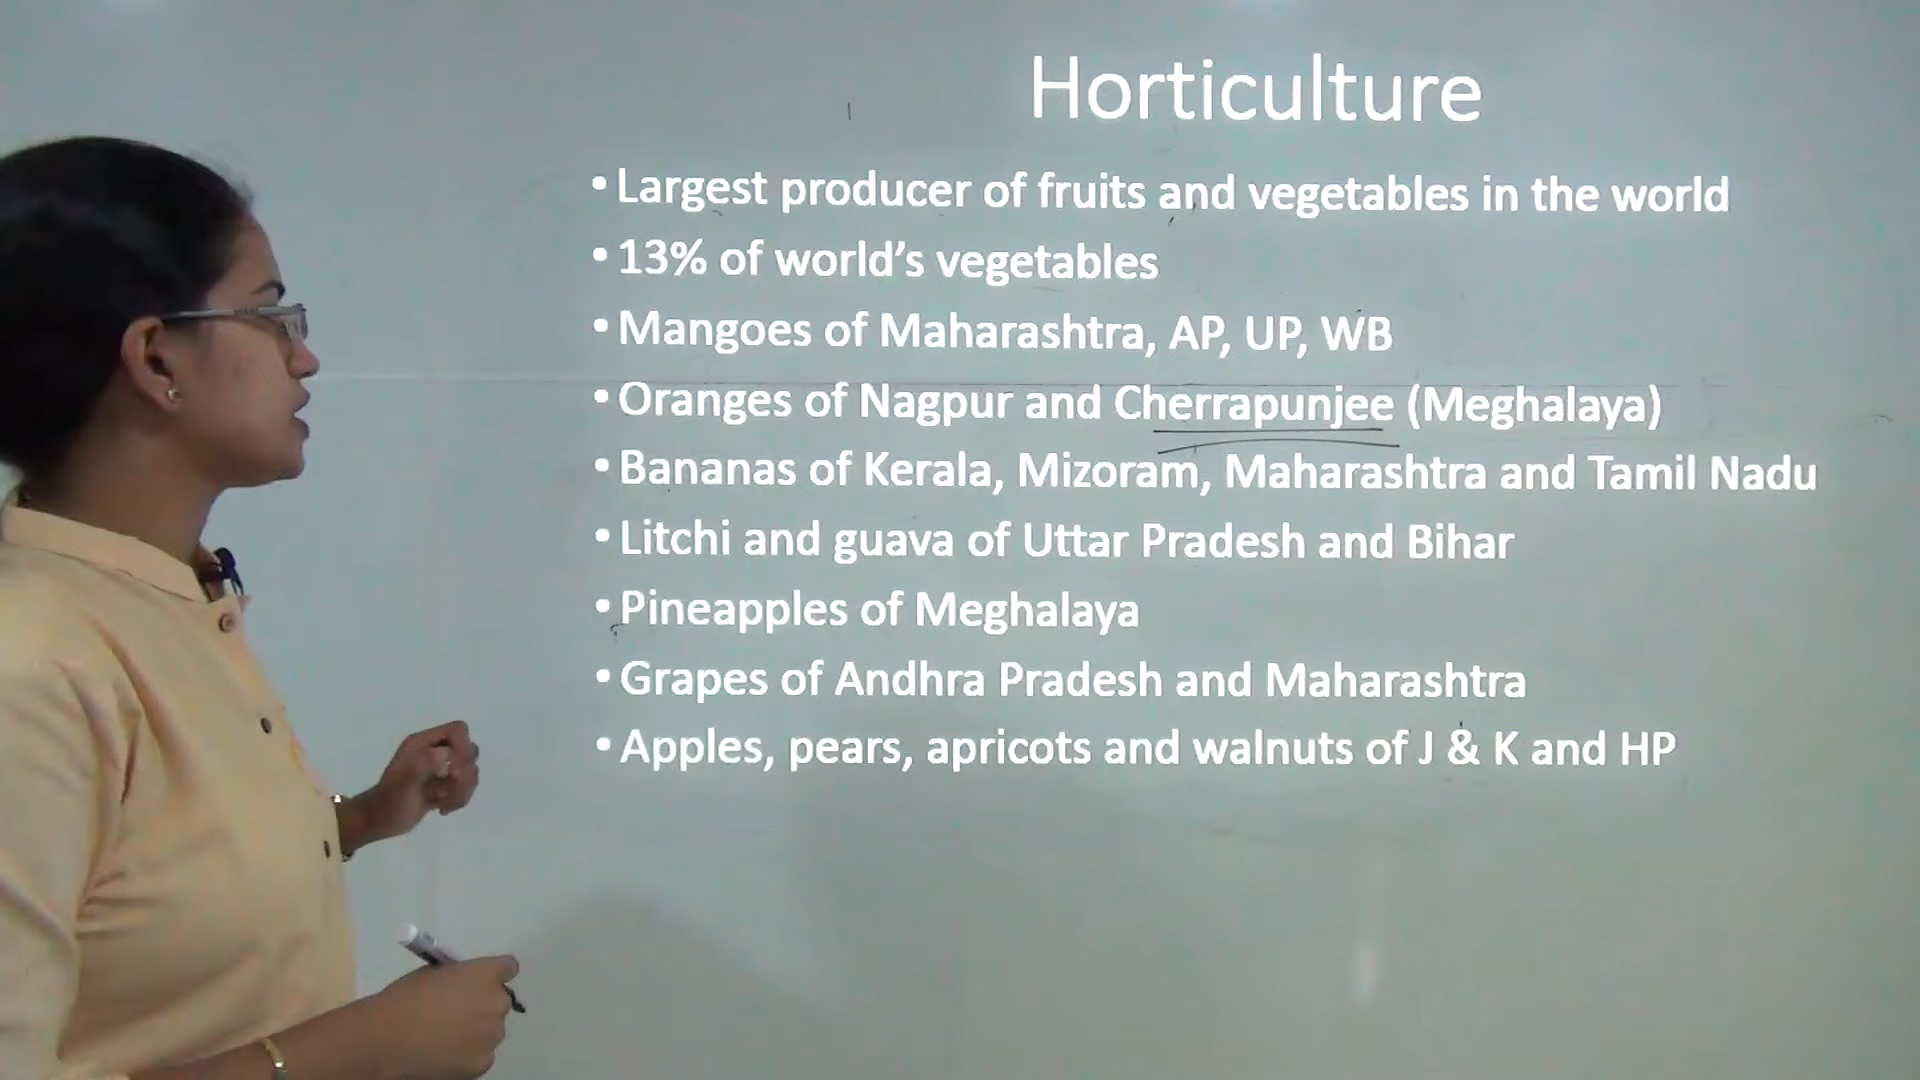 Horticulture
• Largest producer of fruits and vegetables in the world
• 13% of world’s vegetables
• Mangoes of Maharashtra, AP, UP, WB
• Oranges of Nagpur and Cherrapunjee (Meghalaya)
• Bananas of Kerala, Mizoram, Maharashtra and Tamil Nadu
• Litchi and guava of Uttar Pradesh and Bihar
• Pineapples of Meghalaya
• Grapes of Andhra Pradesh and Maharashtra
• Apples, pears, apricots and walnuts of J & K and HP